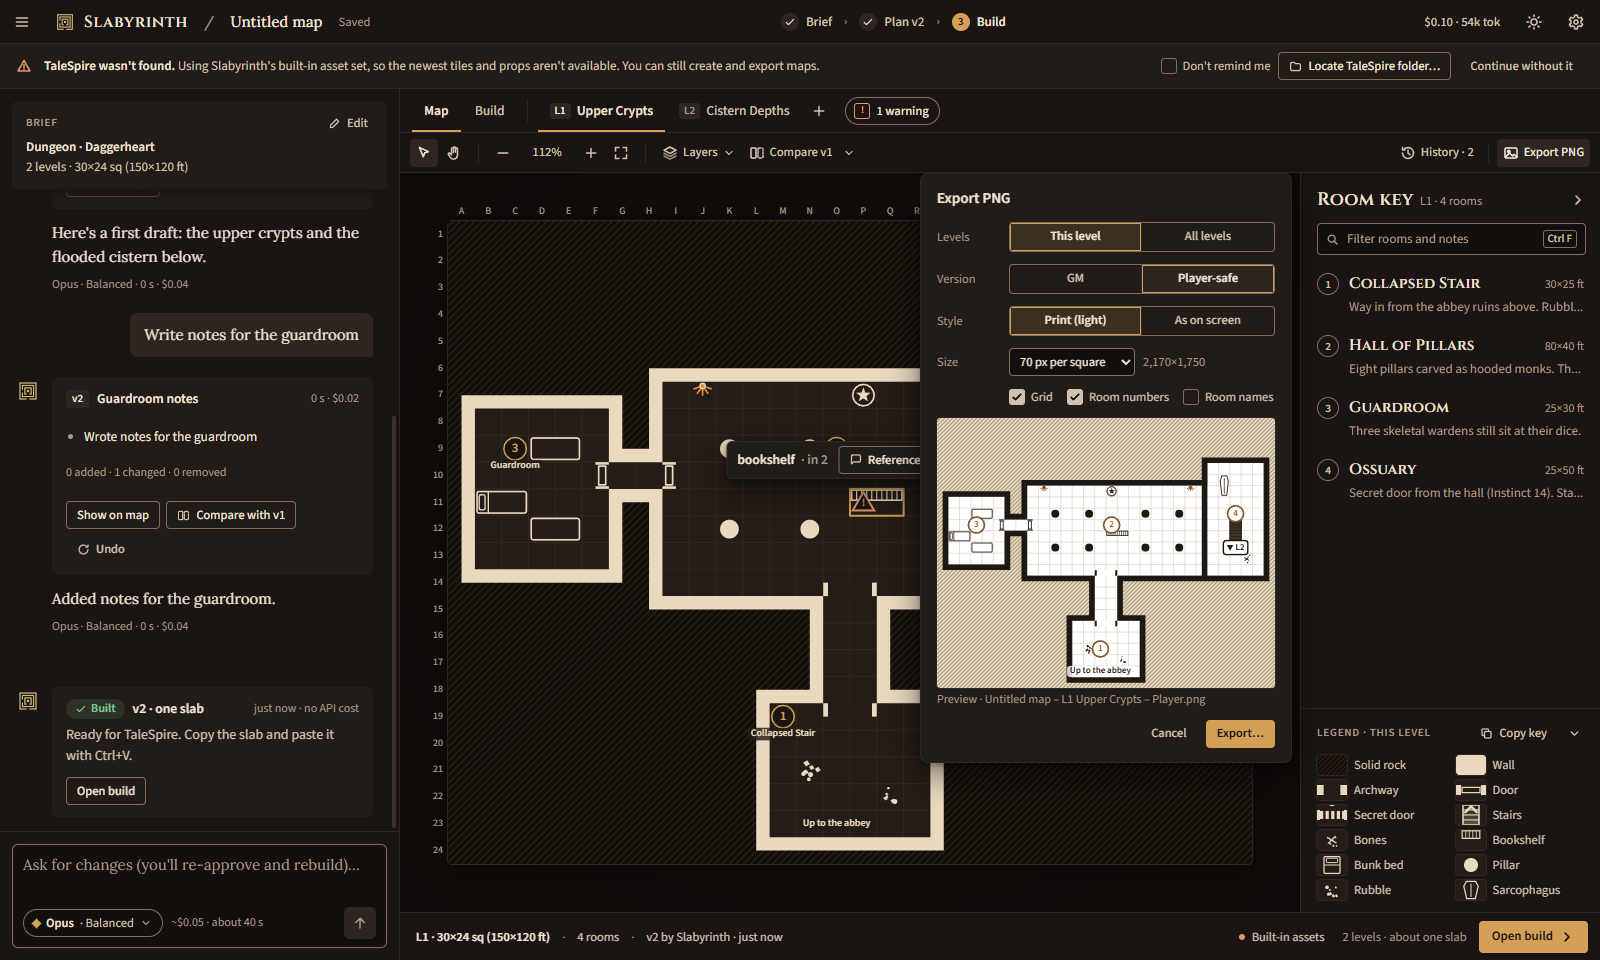 SLABYRINTH / Untitled map Saved
Brief › Plan v2 › 3 Build
$0.10 · 54k tok
TaleSpire wasn't found. Using Slabyrinth's built-in asset set, so the newest tiles and props aren't available. You can still create and export maps.
Don't remind me
Locate TaleSpire folder...
Continue without it
BRIEF
Edit
Dungeon · Daggerheart
2 levels · 30×24 sq (150×120 ft)
Here's a first draft: the upper crypts and the
flooded cistern below.
Opus · Balanced · 0 s · $0.04
Write notes for the guardroom
v2 Guardroom notes 0 s · $0.02
Wrote notes for the guardroom
0 added · 1 changed · 0 removed
Show on map
Compare with v1
Undo
Added notes for the guardroom.
Opus · Balanced · 0 s · $0.04
Built v2 · one slab just now · no API cost
Ready for TaleSpire. Copy the slab and paste it
with Ctrl+V.
Open build
Ask for changes (you'll re-approve and rebuild)...
Opus · Balanced
~$0.05 · about 40 s
Map Build L1 Upper Crypts L2 Cistern Depths + 1 warning
112%
Layers
Compare v1
History · 2
Export PNG
A B C D E F G H I J K L M N O P Q R
1
2
3
4
5
6
7
8
9
10
11
12
13
14
15
16
17
18
19
20
21
22
23
24
3
Guardroom
bookshelf · in 2
Reference
1
Collapsed Stair
Up to the abbey
Export PNG
Levels This level All levels
Version GM Player-safe
Style Print (light) As on screen
Size 70 px per square 2,170×1,750
Grid Room numbers Room names
3
2
4
L2
1
Up to the abbey
Preview · Untitled map – L1 Upper Crypts – Player.png
Cancel
Export...
ROOM KEY L1 · 4 rooms
Filter rooms and notes Ctrl F
1 COLLAPSED STAIR 30×25 ft
Way in from the abbey ruins above. Rubbl...
2 HALL OF PILLARS 80×40 ft
Eight pillars carved as hooded monks. Th...
3 GUARDROOM 25×30 ft
Three skeletal wardens still sit at their dice.
4 OSSUARY 25×50 ft
Secret door from the hall (Instinct 14). Sta...
LEGEND · THIS LEVEL
Copy key
Solid rock Wall
Archway Door
Secret door Stairs
Bones Bookshelf
Bunk bed Pillar
Rubble Sarcophagus
L1 · 30×24 sq (150×120 ft) · 4 rooms · v2 by Slabyrinth · just now
Built-in assets
2 levels · about one slab
Open build